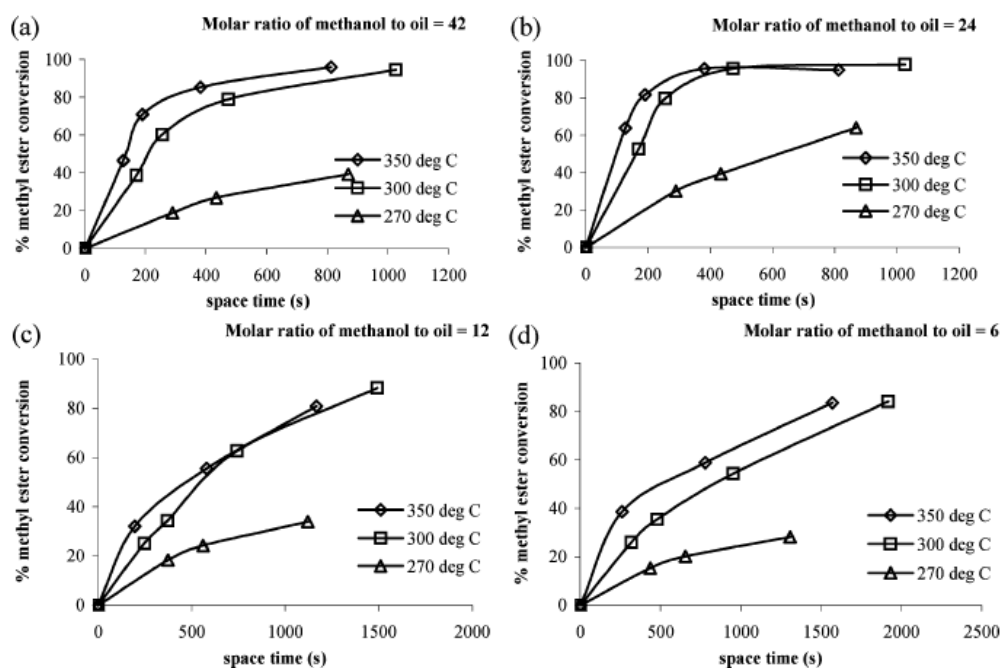 (a)
Molar ratio of methanol to oil = 42
% methyl ester conversion
100
80
60
40
20
0
350 deg C
300 deg C
270 deg C
0 200 400 600 800 1000 1200
space time (s)
(b)
Molar ratio of methanol to oil = 24
% methyl ester conversion
100
80
60
40
20
0
350 deg C
300 deg C
270 deg C
0 200 400 600 800 1000 1200
space time (s)
(c)
Molar ratio of methanol to oil = 12
% methyl ester conversion
100
80
60
40
20
0
350 deg C
300 deg C
270 deg C
0 500 1000 1500 2000
space time (s)
(d)
Molar ratio of methanol to oil = 6
% methyl ester conversion
100
80
60
40
20
0
350 deg C
300 deg C
270 deg C
0 500 1000 1500 2000 2500
space time (s)